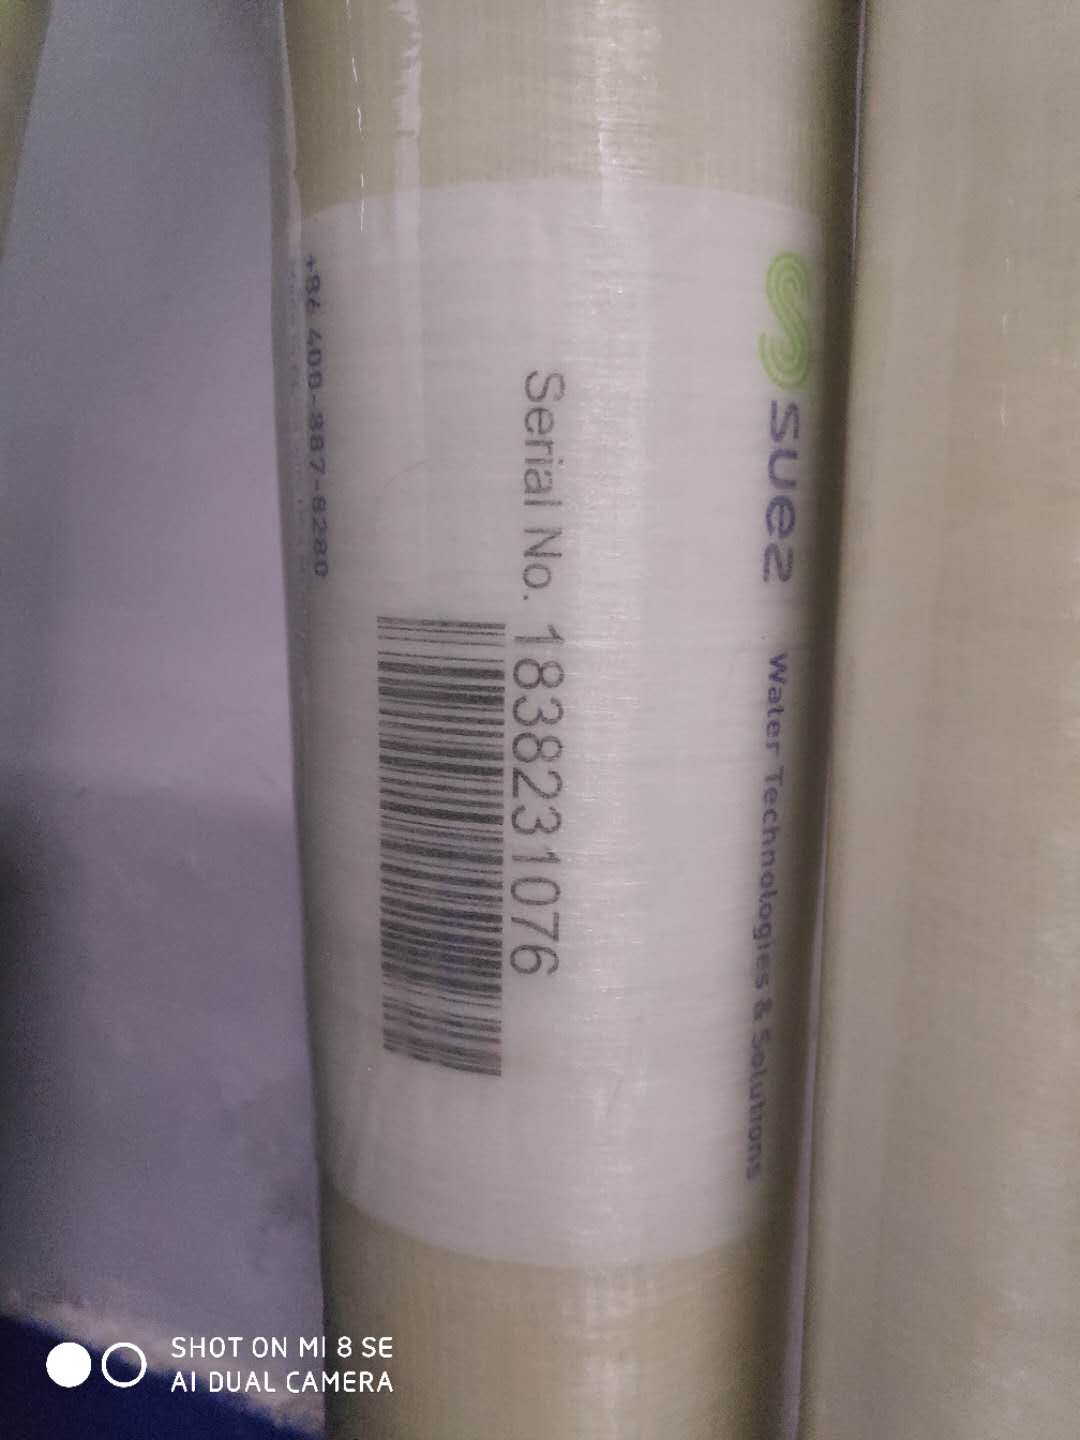 suez Water Technologies & Solutions
Serial No. 1838231076
+86 400-887-8280
SHOT ON MI 8 SE
AI DUAL CAMERA